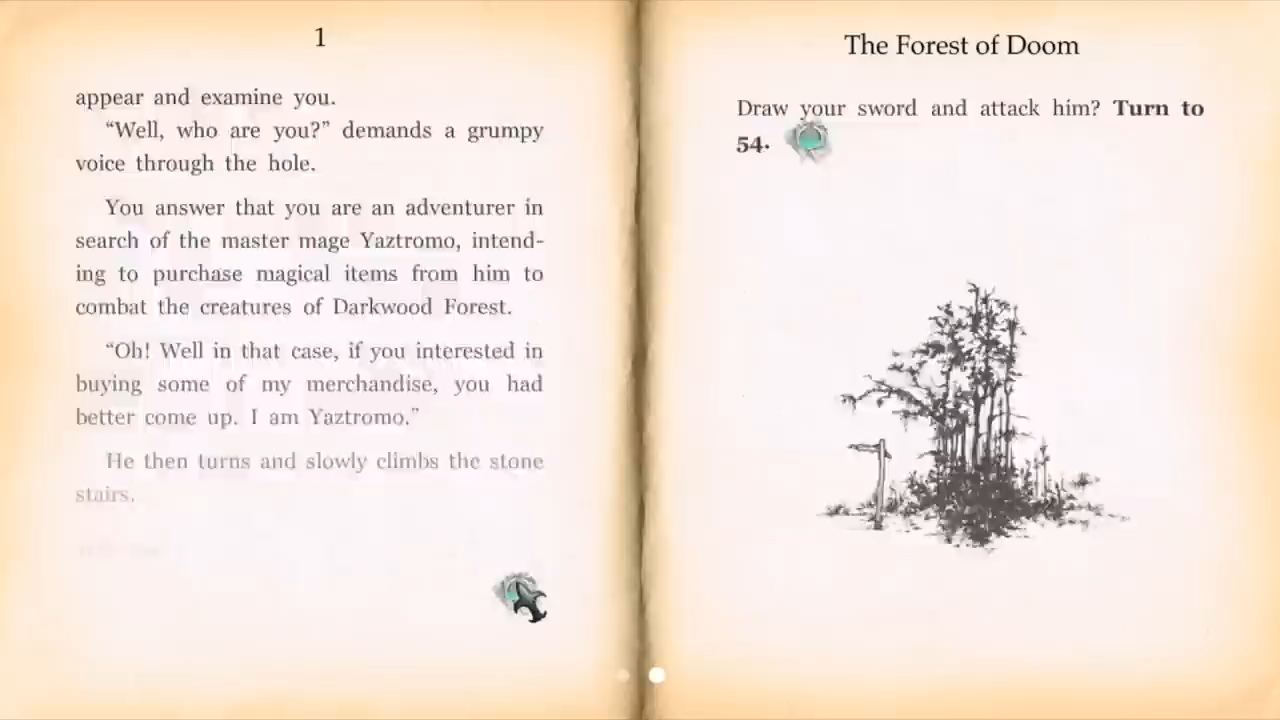 1
appear and examine you.
“Well, who are you?” demands a grumpy
voice through the hole.
You answer that you are an adventurer in
search of the master mage Yaztromo, intend-
ing to purchase magical items from him to
combat the creatures of Darkwood Forest.
“Oh! Well in that case, if you interested in
buying some of my merchandise, you had
better come up. I am Yaztromo.”
He then turns and slowly climbs the stone
stairs.
The Forest of Doom
Draw your sword and attack him? Turn to
54.